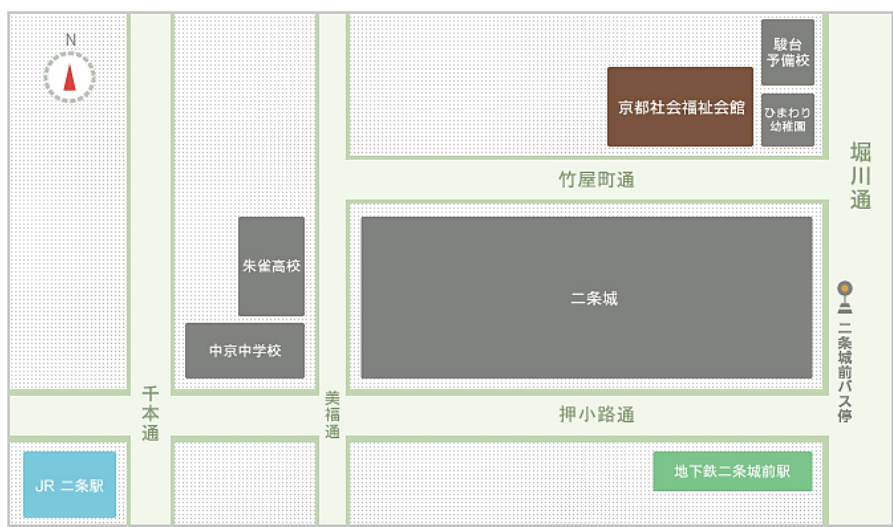 N
駿台
予備校
京都社会福祉会館
ひまわり
幼稚園
堀川通
竹屋町通
朱雀高校
二条城
中京中学校
二条城前バス停
千本通
美福通
押小路通
JR 二条駅
地下鉄二条城前駅